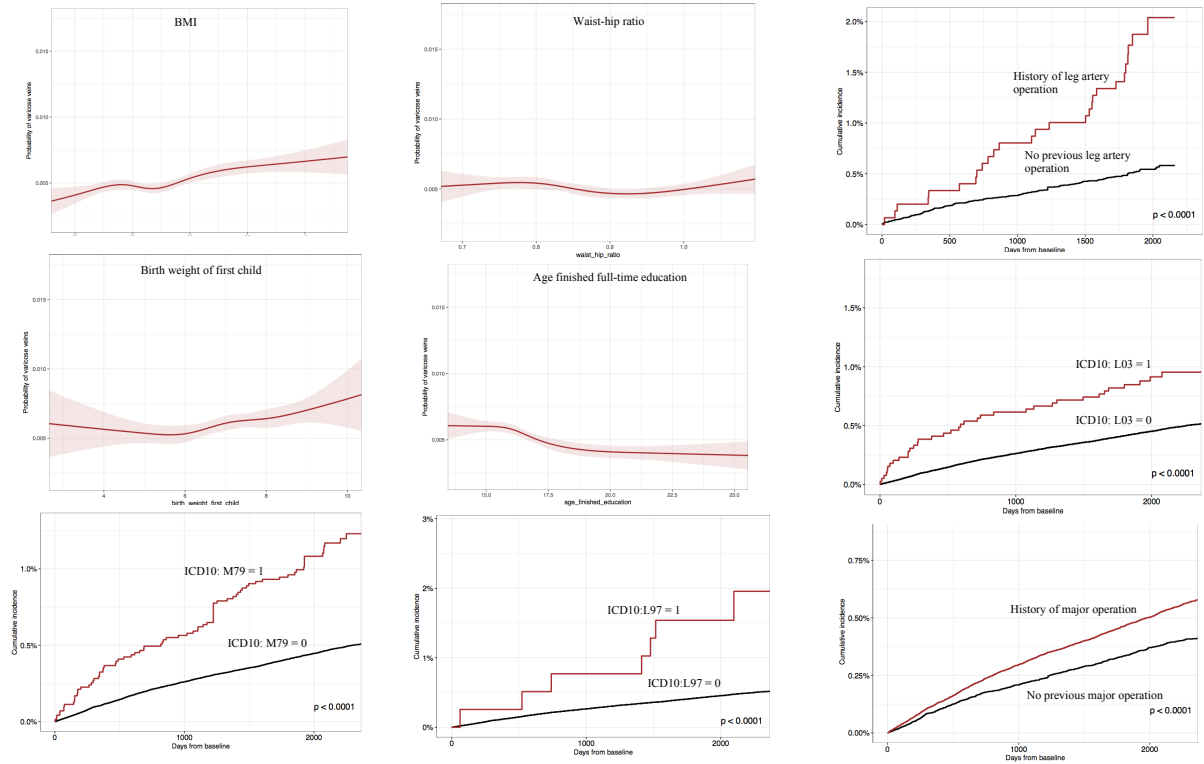 BMI
Probability of varicose veins
0.015
0.010
0.005
Waist-hip ratio
Probability of varicose veins
0.015
0.010
0.005
0.7
0.8
0.9
1.0
waist_hip_ratio
2.0%
1.5%
1.0%
0.5%
0.0%
Cumulative incidence
History of leg artery
operation
No previous leg artery
operation
p < 0.0001
0
500
1000
1500
2000
Days from baseline
Birth weight of first child
Probability of varicose veins
0.015
0.010
0.005
4
6
8
10
birth_weight_first_child
Age finished full-time education
Probability of varicose veins
0.015
0.010
0.005
15.0
17.5
20.0
22.5
25.0
age_finished_education
1.5%
1.0%
0.5%
0.0%
Cumulative incidence
ICD10: L03 = 1
ICD10: L03 = 0
p < 0.0001
0
1000
2000
Days from baseline
1.0%
0.5%
0.0%
Cumulative incidence
ICD10: M79 = 1
ICD10: M79 = 0
p < 0.0001
0
1000
2000
Days from baseline
3%
2%
1%
0%
Cumulative incidence
ICD10:L97 = 1
ICD10:L97 = 0
p < 0.0001
0
1000
2000
Days from baseline
0.75%
0.50%
0.25%
0.00%
Cumulative incidence
History of major operation
No previous major operation
p < 0.0001
0
1000
2000
Days from baseline